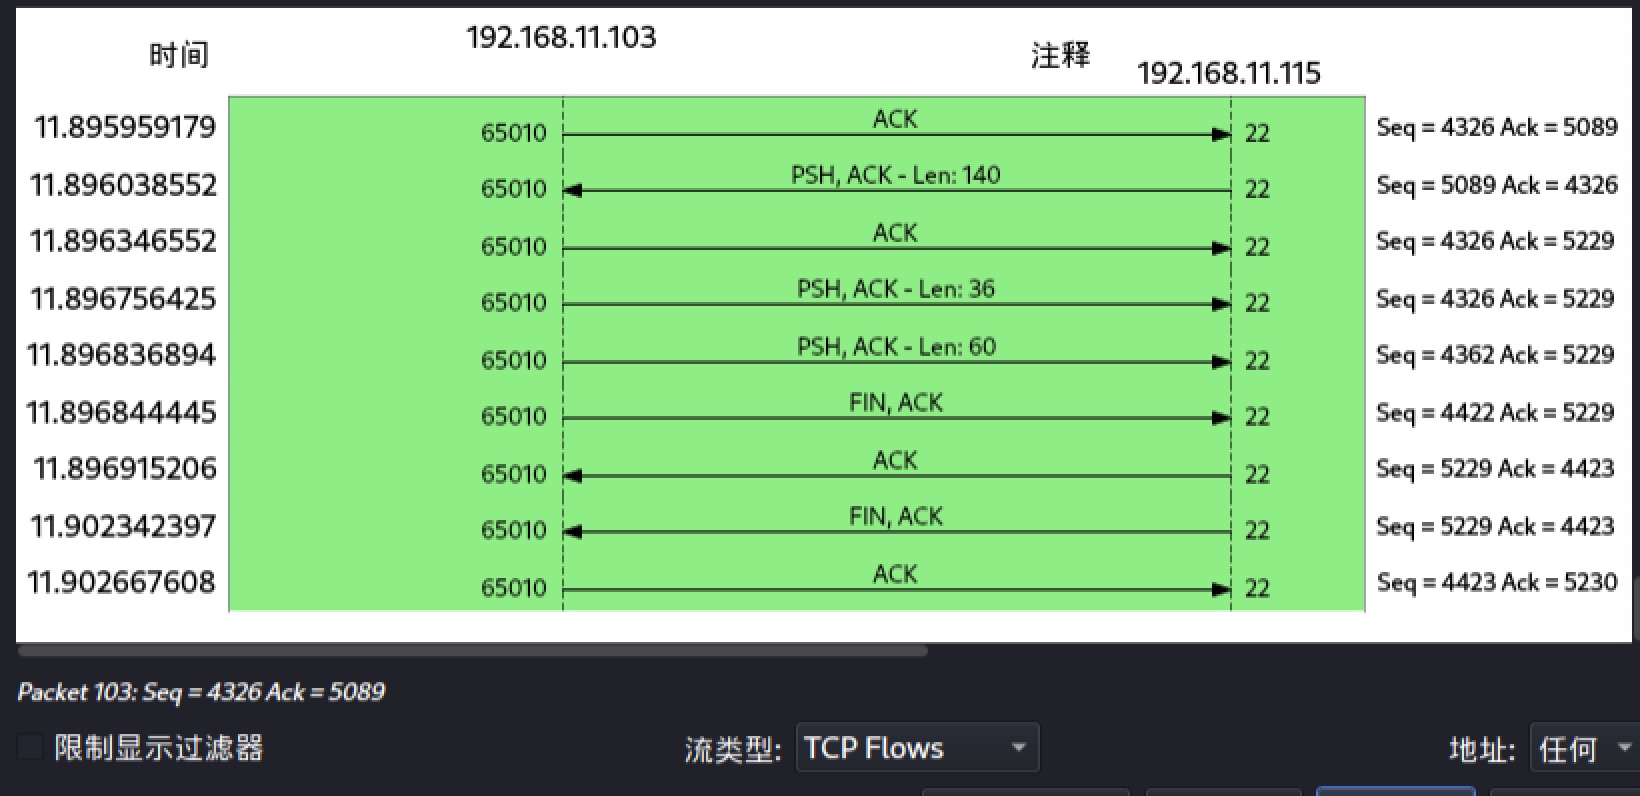 时间 192.168.11.103 注释 192.168.11.115
11.895959179 65010 ACK 22 Seq = 4326 Ack = 5089
11.896038552 65010 PSH, ACK - Len: 140 22 Seq = 5089 Ack = 4326
11.896346552 65010 ACK 22 Seq = 4326 Ack = 5229
11.896756425 65010 PSH, ACK - Len: 36 22 Seq = 4326 Ack = 5229
11.896836894 65010 PSH, ACK - Len: 60 22 Seq = 4362 Ack = 5229
11.896844445 65010 FIN, ACK 22 Seq = 4422 Ack = 5229
11.896915206 65010 ACK 22 Seq = 5229 Ack = 4423
11.902342397 65010 FIN, ACK 22 Seq = 5229 Ack = 4423
11.902667608 65010 ACK 22 Seq = 4423 Ack = 5230
Packet 103: Seq = 4326 Ack = 5089
限制显示过滤器 流类型: TCP Flows 地址: 任何